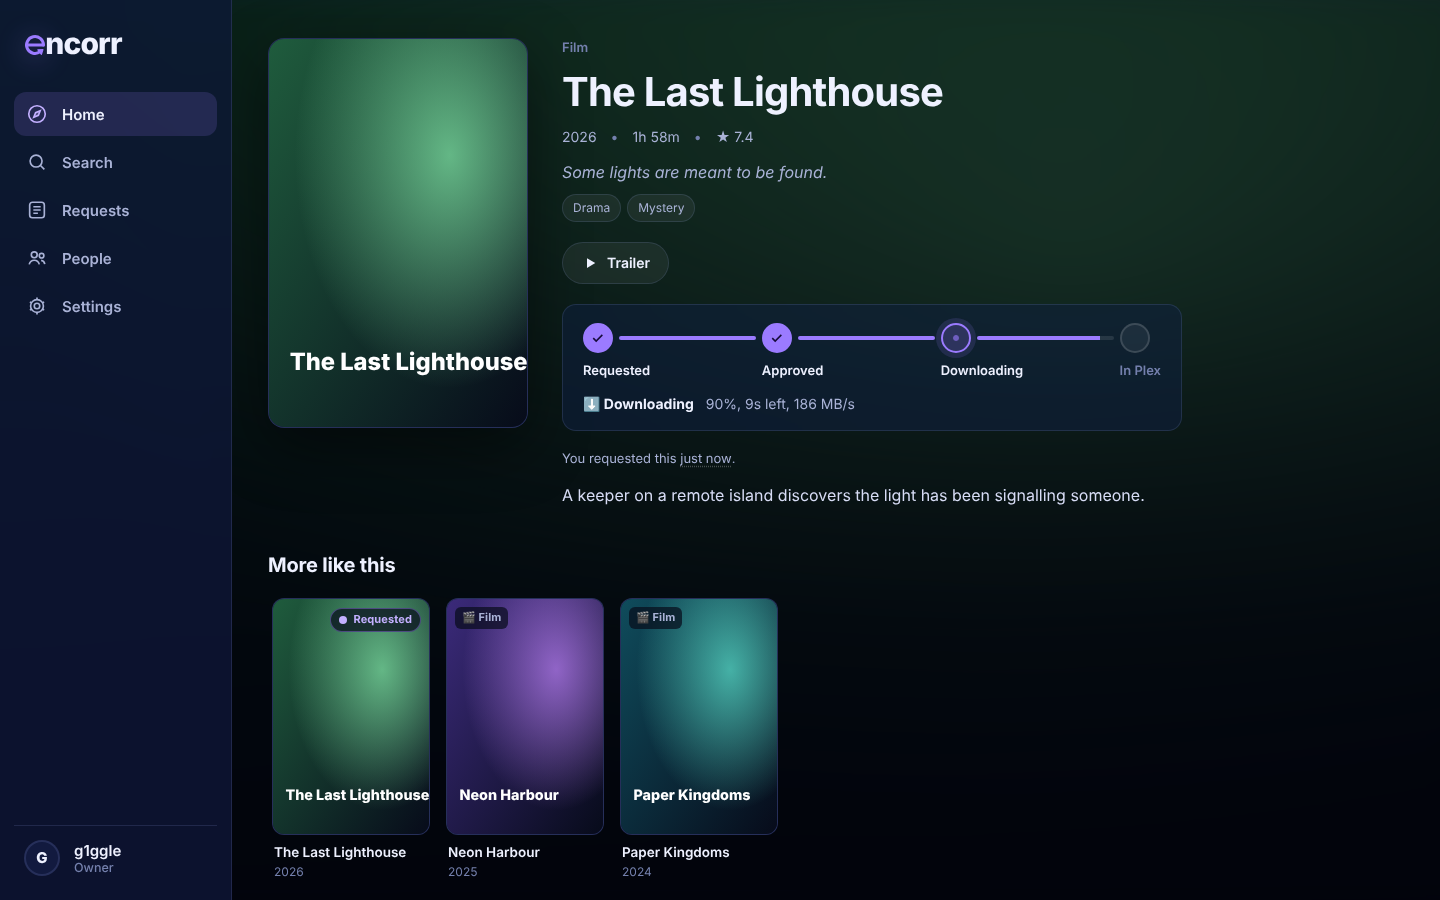 encorr
Home
Search
Requests
People
Settings
G
g1ggle
Owner
The Last Lighthouse
Film
The Last Lighthouse
2026 • 1h 58m • ★ 7.4
Some lights are meant to be found.
Drama Mystery
Trailer
Requested Approved Downloading In Plex
⬇️ Downloading 90%, 9s left, 186 MB/s
You requested this just now.
A keeper on a remote island discovers the light has been signalling someone.
More like this
Requested
The Last Lighthouse
The Last Lighthouse
2026
🎬 Film
Neon Harbour
Neon Harbour
2025
🎬 Film
Paper Kingdoms
Paper Kingdoms
2024